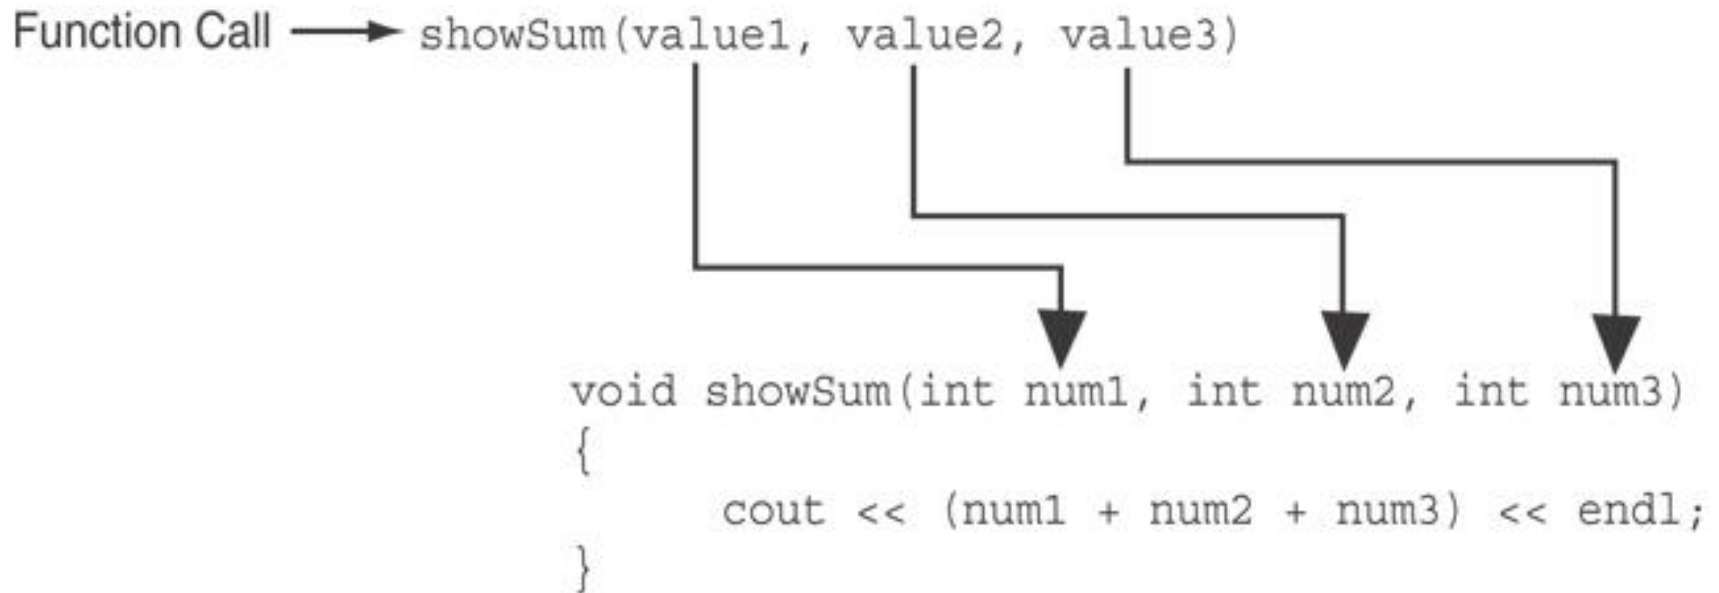 Function Call showSum(value1, value2, value3)
void showSum(int num1, int num2, int num3)
{
cout << (num1 + num2 + num3) << endl;
}